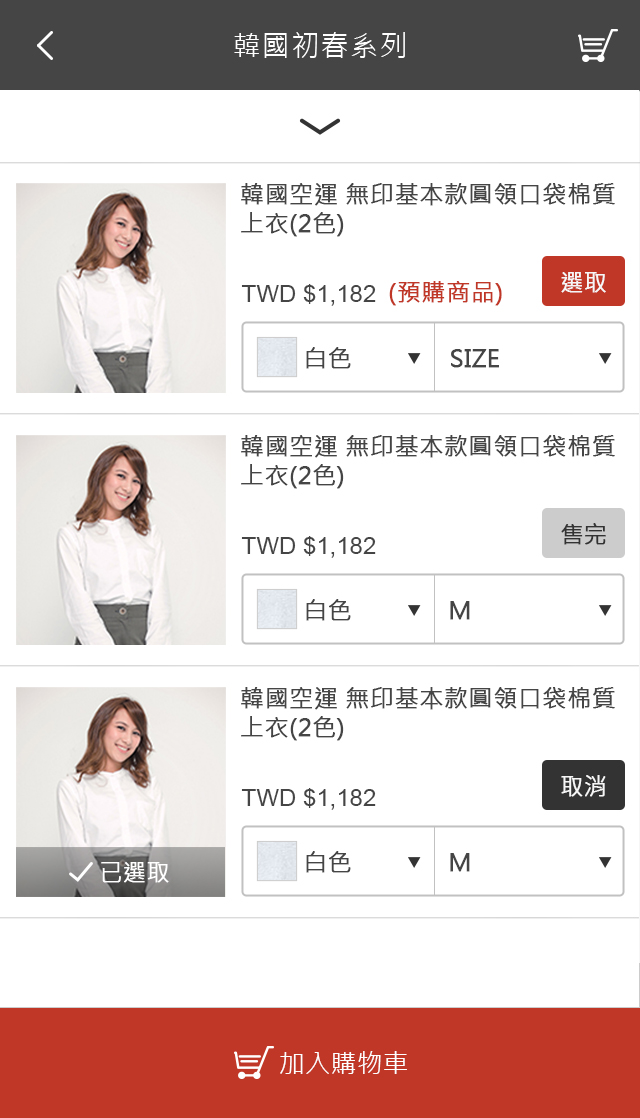 韓國初春系列
韓國空運 無印基本款圓領口袋棉質
上衣(2色)
TWD $1,182 (預購商品)
選取
白色
SIZE
韓國空運 無印基本款圓領口袋棉質
上衣(2色)
TWD $1,182
售完
白色
M
韓國空運 無印基本款圓領口袋棉質
上衣(2色)
TWD $1,182
取消
已選取
白色
M
加入購物車